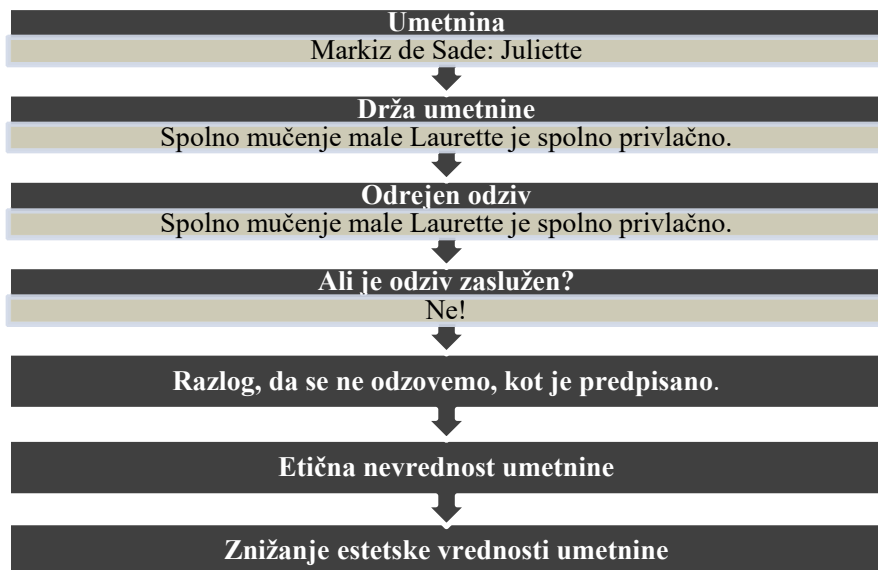 Umetnina
Markiz de Sade: Juliette
Drža umetnine
Spolno mučenje male Laurette je spolno privlačno.
Odrejen odziv
Spolno mučenje male Laurette je spolno privlačno.
Ali je odziv zaslužen?
Ne!
Razlog, da se ne odzovemo, kot je predpisano.
Etična nevrednost umetnine
Znižanje estetske vrednosti umetnine